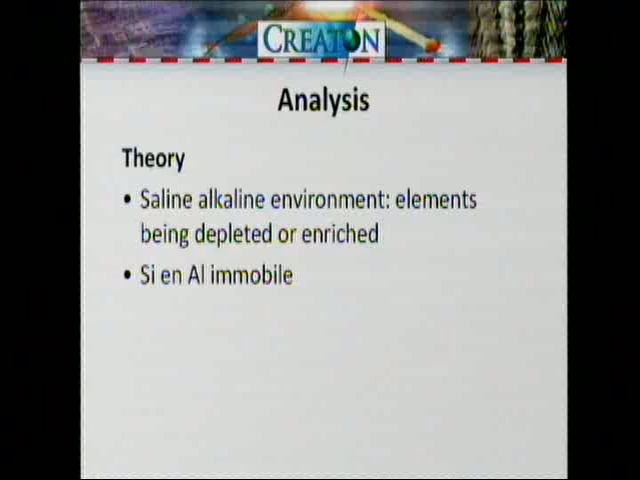 CREATON
Analysis
Theory
• Saline alkaline environment: elements
being depleted or enriched
• Si en Al immobile